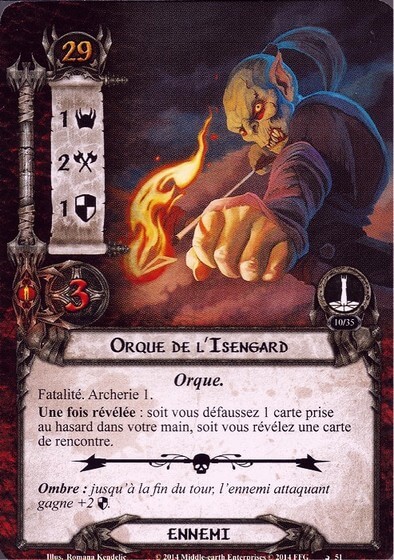 29
1
2
1
3
10/35
Orque de l'Isengard
Orque.
Fatalité. Archerie 1.
Une fois révélée : soit vous défaussez 1 carte prise
au hasard dans votre main, soit vous révélez une carte
de rencontre.
Ombre : jusqu'à la fin du tour, l'ennemi attaquant
gagne +2
ENNEMI
Illus. Romana Kendelic © 2014 Middle-earth Enterprises © 2014 FFG 51